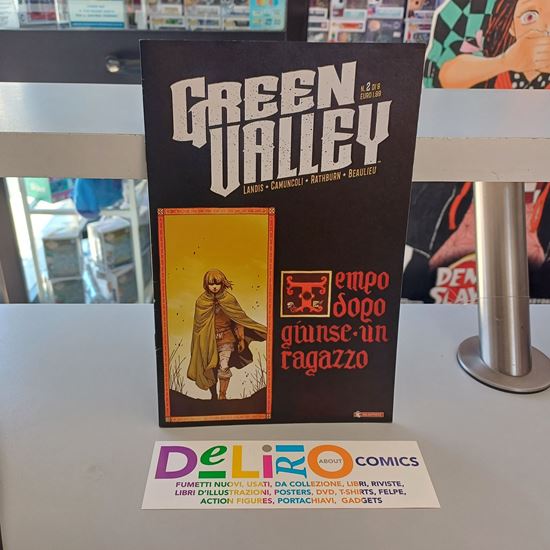 GREEN
VALLEY
N. 2 DI 6
EURO 1.99
LANDIS • CAMUNCOLI • RATHBURN • BEAULIEU
Tempo
dopo
giunse·un
ragazzo
DELIRIO ABOUT COMICS
FUMETTI NUOVI, USATI, DA COLLEZIONE, LIBRI, RIVISTE,
LIBRI D'ILLUSTRAZIONI, POSTERS, DVD, T-SHIRTS, FELPE,
ACTION FIGURES, PORTACHIAVI, GADGETS